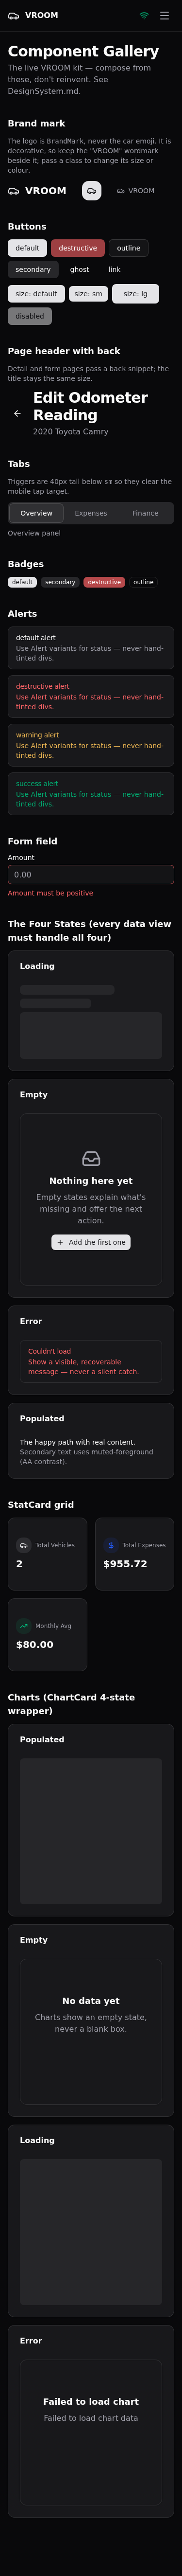 VROOM
Component Gallery
The live VROOM kit — compose from
these, don't reinvent. See
DesignSystem.md.
Brand mark
The logo is BrandMark, never the car emoji. It is
decorative, so keep the "VROOM" wordmark
beside it; pass a class to change its size or
colour.
VROOM VROOM
Buttons
default destructive outline
secondary ghost link
size: default size: sm size: lg
disabled
Page header with back
Detail and form pages pass a back snippet; the
title stays the same size.
Edit Odometer
Reading
2020 Toyota Camry
Tabs
Triggers are 40px tall below sm so they clear the
mobile tap target.
Overview Expenses Finance
Overview panel
Badges
default secondary destructive outline
Alerts
default alert
Use Alert variants for status — never hand-
tinted divs.
destructive alert
Use Alert variants for status — never hand-
tinted divs.
warning alert
Use Alert variants for status — never hand-
tinted divs.
success alert
Use Alert variants for status — never hand-
tinted divs.
Form field
Amount
0.00
Amount must be positive
The Four States (every data view
must handle all four)
Loading
Empty
Nothing here yet
Empty states explain what's
missing and offer the next
action.
+ Add the first one
Error
Couldn't load
Show a visible, recoverable
message — never a silent catch.
Populated
The happy path with real content.
Secondary text uses muted-foreground
(AA contrast).
StatCard grid
Total Vehicles
2
Total Expenses
$955.72
Monthly Avg
$80.00
Charts (ChartCard 4-state
wrapper)
Populated
Empty
No data yet
Charts show an empty state,
never a blank box.
Loading
Error
Failed to load chart
Failed to load chart data